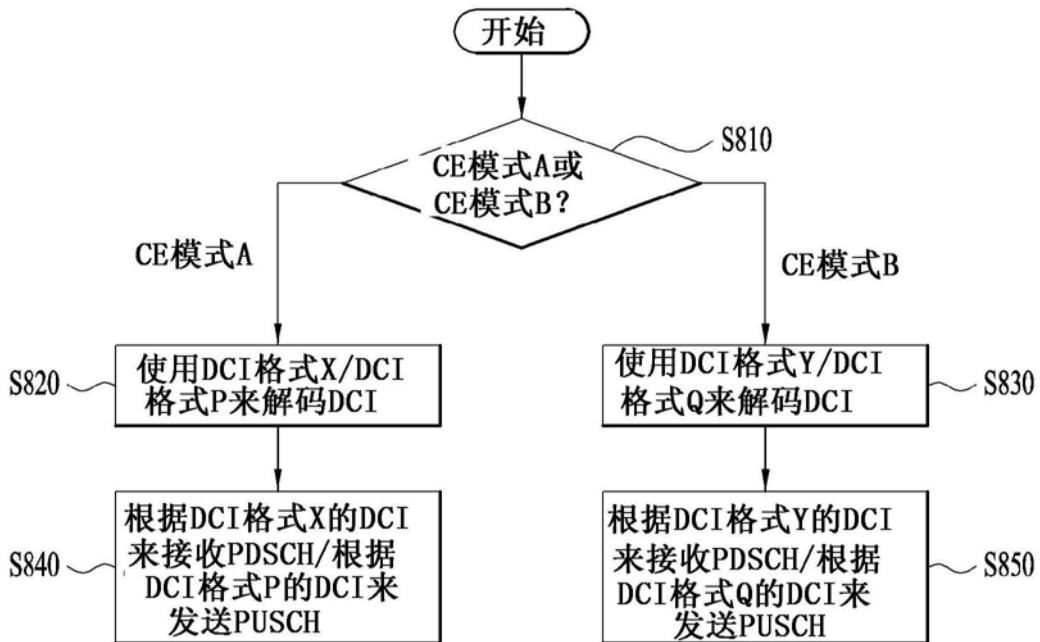 开始
CE模式A或
CE模式B?
S810
CE模式A
CE模式B
使用DCI格式X/DCI
格式P来解码DCI
S820
使用DCI格式Y/DCI
格式Q来解码DCI
S830
根据DCI格式X的DCI
来接收PDSCH/根据
DCI格式P的DCI来
发送PUSCH
S840
根据DCI格式Y的DCI
来接收PDSCH/根据
DCI格式Q的DCI来
发送PUSCH
S850